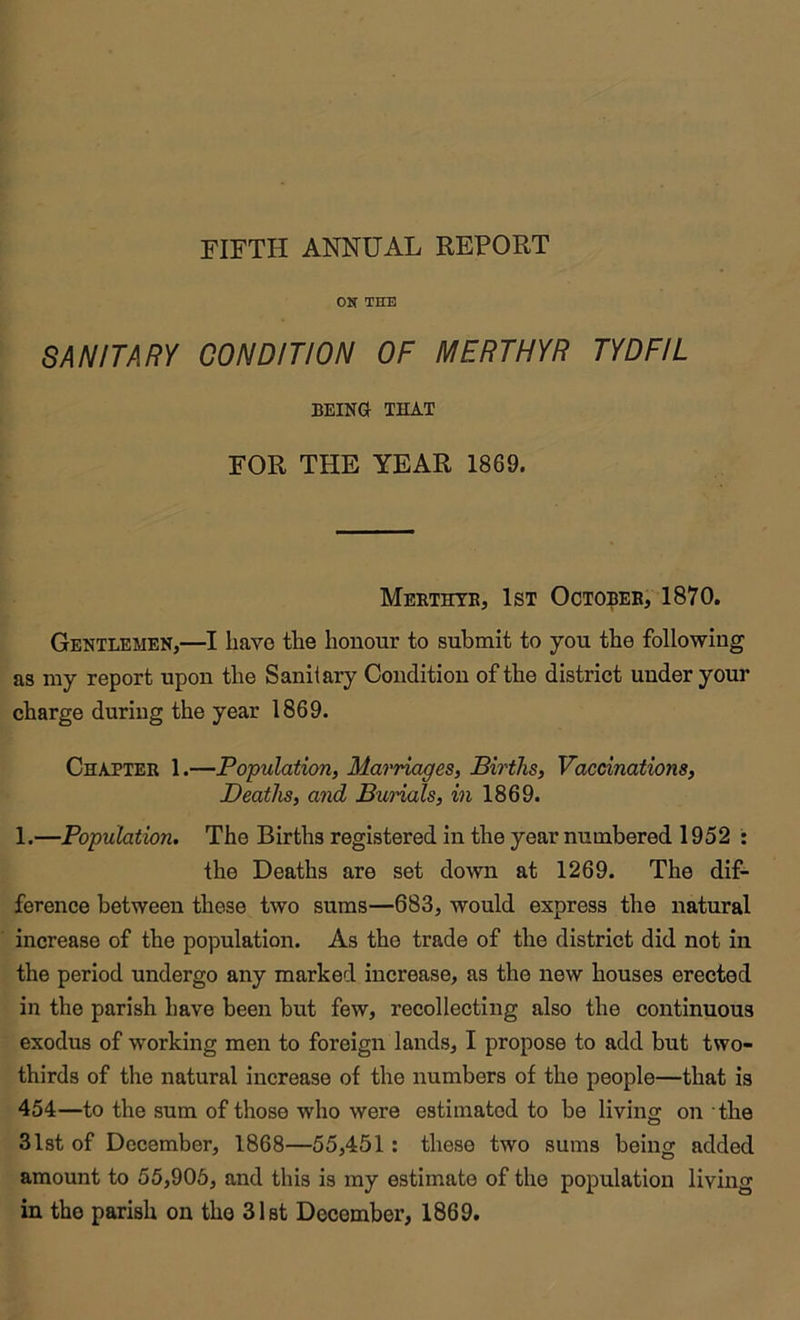 FIFTH ANNUAL REPORT
ON THE
SANITARY CONDITION OF MERTHYR TYDFIL
BEING THAT
FOR THE YEAR 1869.
MERTHYR, 1ST OCTOBER, 1870.
GENTLEMEN,—I have the honour to submit to you the following
as my report upon the Sanitary Condition of the district under your
charge during the year 1869.
CHAPTER 1.—Population, Marriages, Births, Vaccinations,
Deaths, and Burials, in 1869.
1.—Population. The Births registered in the year numbered 1952 :
the Deaths are set down at 1269. The dif-
ference between these two sums—683, would express the natural
increase of the population. As the trade of the district did not in
the period undergo any marked increase, as the new houses erected
in the parish have been but few, recollecting also the continuous
exodus of working men to foreign lands, I propose to add but two-
thirds of the natural increase of the numbers of the people—that is
454—to the sum of those who were estimated to be living on the
31st of December, 1868—55,451 : these two sums being added
amount to 55,905, and this is my estimate of the population living
in the parish on the 31st December, 1869.